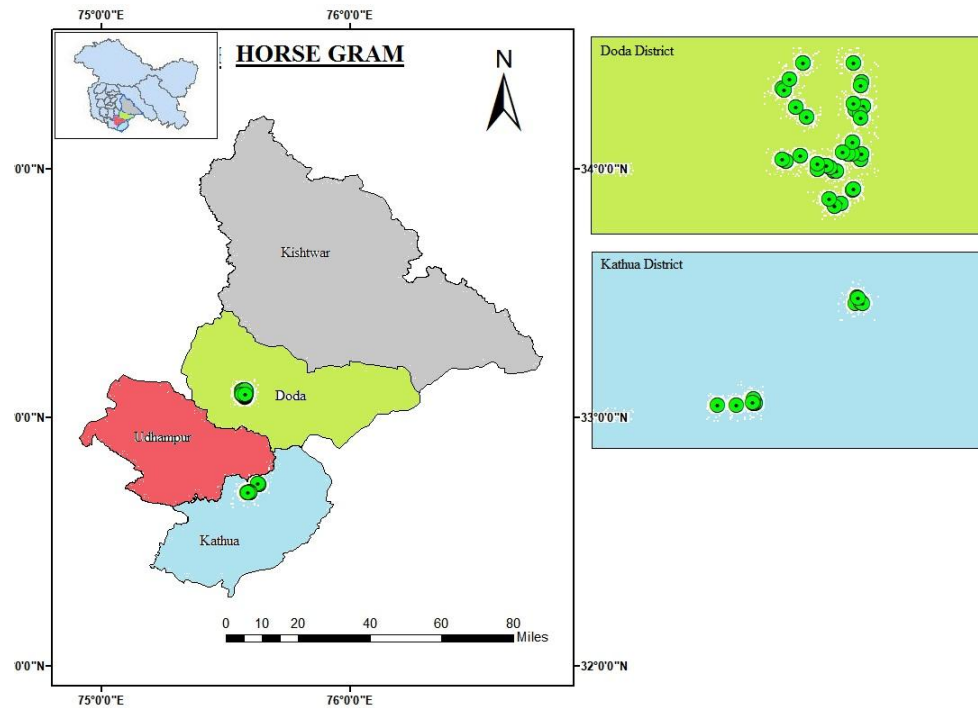 75°0'0"E 76°0'0"E
HORSE GRAM
N
Doda District
0'0"N
34°0'0"N
Kishtwar
Kathua District
Doda
0'0"N
33°0'0"N
Udhampur
Kathua
0 10 20 40 60 80
Miles
0'0"N
32°0'0"N
75°0'0"E 76°0'0"E